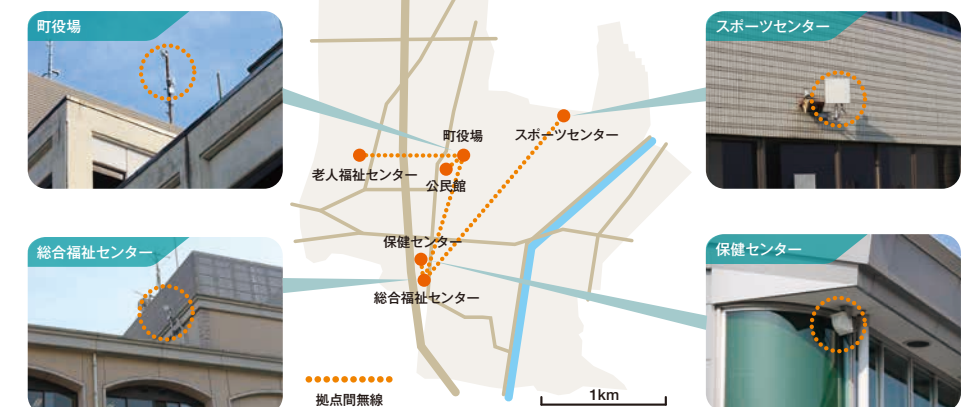 町役場
スポーツセンター
町役場
スポーツセンター
老人福祉センター
公民館
保健センター
総合福祉センター
保健センター
総合福祉センター
拠点間無線
1km